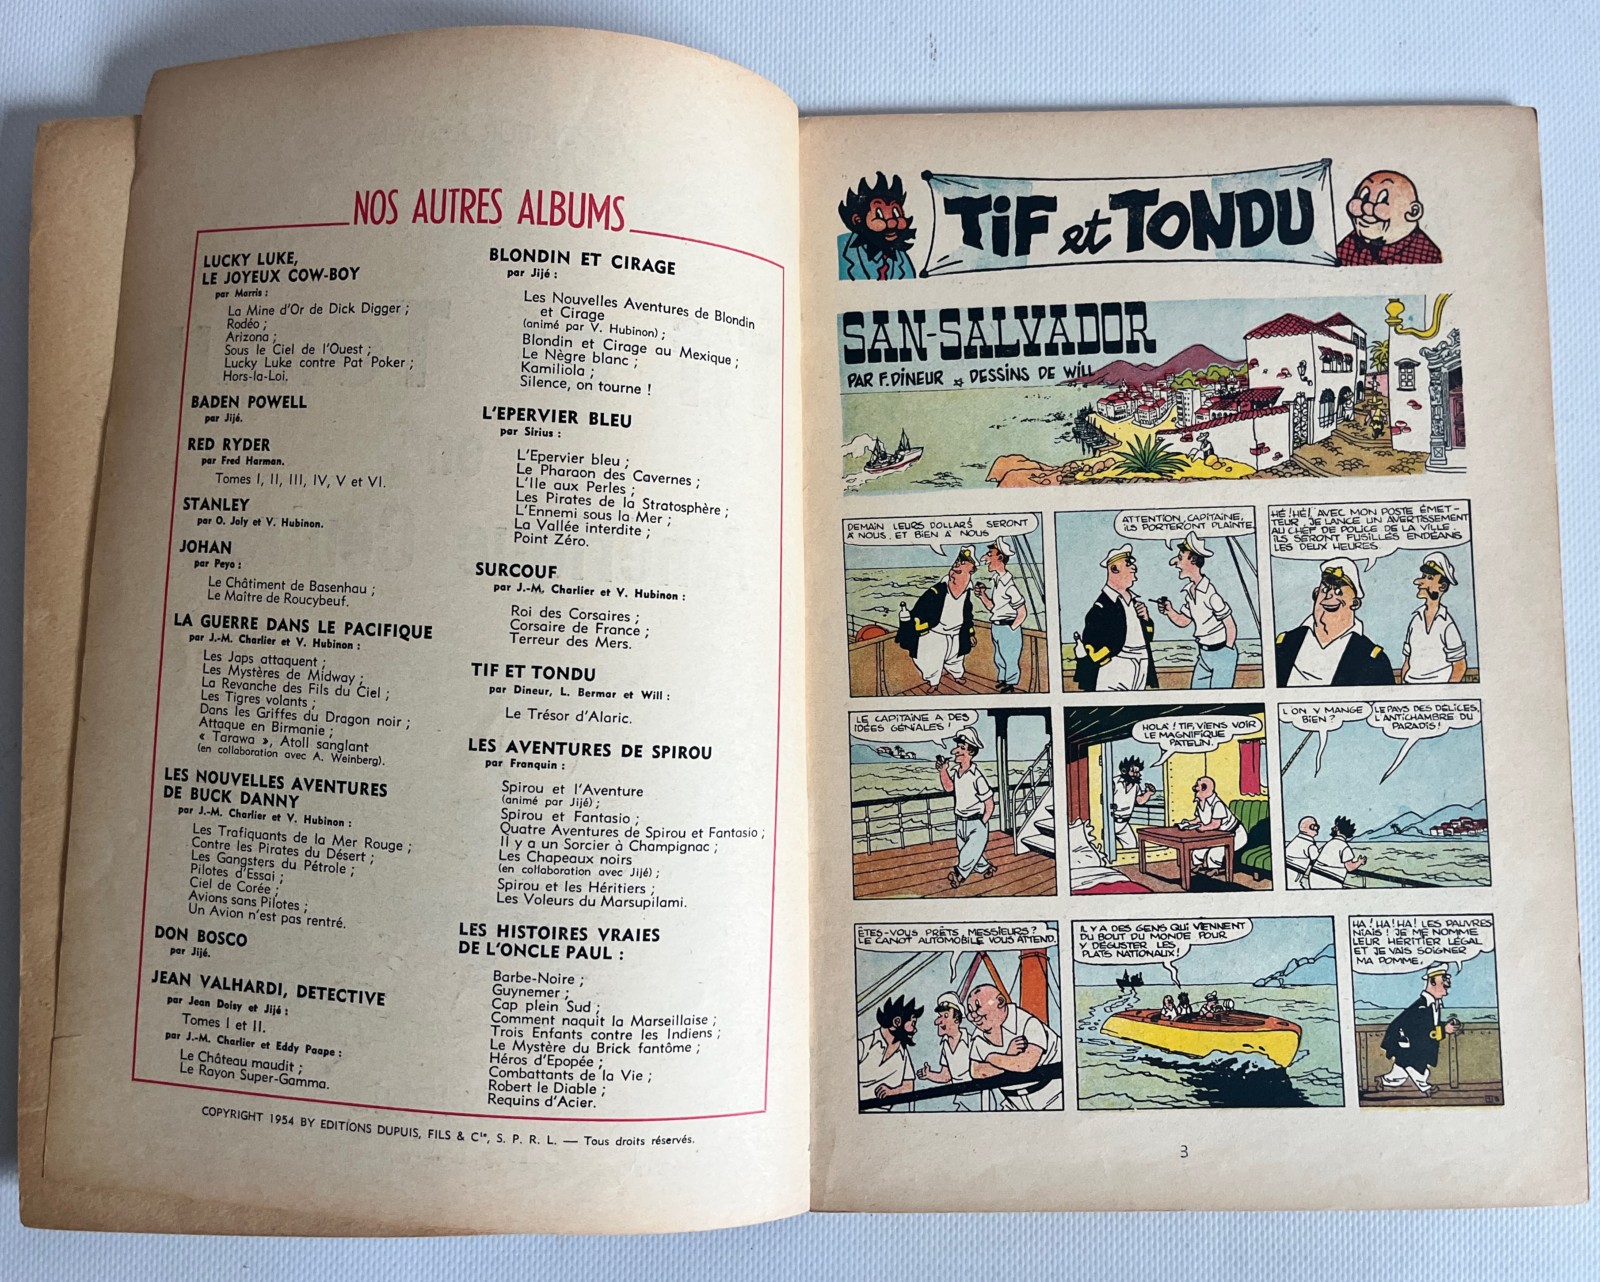 NOS AUTRES ALBUMS
LUCKY LUKE,
LE JOYEUX COW-BOY
par Morris :
La Mine d'Or de Dick Digger ;
Rodéo ;
Arizona ;
Sous le Ciel de l'Ouest ;
Lucky Luke contre Pat Poker ;
Hors-la-Loi.
BADEN POWELL
par Jijé.
RED RYDER
par Fred Harman.
Tomes I, II, III, IV, V et VI.
STANLEY
par O. Joly et V. Hubinon.
JOHAN
par Peyo :
Le Châtiment de Basenhau ;
Le Maître de Roucybeuf.
LA GUERRE DANS LE PACIFIQUE
par J.-M. Charlier et V. Hubinon :
Les Japs attaquent ;
Les Mystères de Midway ;
La Revanche des Fils du Ciel ;
Les Tigres volants ;
Dans les Griffes du Dragon noir ;
Attaque en Birmanie ;
« Tarawa », Atoll sanglant
(en collaboration avec A. Weinberg).
LES NOUVELLES AVENTURES
DE BUCK DANNY
par J.-M. Charlier et V. Hubinon :
Les Trafiquants de la Mer Rouge ;
Contre les Pirates du Désert ;
Les Gangsters du Pétrole ;
Pilotes d'Essai ;
Ciel de Corée ;
Avions sans Pilotes ;
Un Avion n'est pas rentré.
DON BOSCO
par Jijé.
JEAN VALHARDI, DETECTIVE
par Jean Doisy et Jijé :
Tomes I et II.
par J.-M. Charlier et Eddy Paape :
Le Château maudit ;
Le Rayon Super-Gamma.
BLONDIN ET CIRAGE
par Jijé :
Les Nouvelles Aventures de Blondin
et Cirage
(animé par V. Hubinon) ;
Blondin et Cirage au Mexique ;
Le Nègre blanc ;
Kamiliola ;
Silence, on tourne !
L'EPERVIER BLEU
par Sirius :
L'Epervier bleu ;
Le Pharaon des Cavernes ;
L'Ile aux Perles ;
Les Pirates de la Stratosphère ;
L'Ennemi sous la Mer ;
La Vallée interdite ;
Point Zéro.
SURCOUF
par J.-M. Charlier et V. Hubinon :
Roi des Corsaires ;
Corsaire de France ;
Terreur des Mers.
TIF ET TONDU
par Dineur, L. Bermar et Will :
Le Trésor d'Alaric.
LES AVENTURES DE SPIROU
par Franquin :
Spirou et l'Aventure
(animé par Jijé) ;
Spirou et Fantasio ;
Quatre Aventures de Spirou et Fantasio ;
Il y a un Sorcier à Champignac ;
Les Chapeaux noirs
(en collaboration avec Jijé) ;
Spirou et les Héritiers ;
Les Voleurs du Marsupilami.
LES HISTOIRES VRAIES
DE L'ONCLE PAUL :
Barbe-Noire ;
Guynemer ;
Cap plein Sud ;
Comment naquit la Marseillaise ;
Trois Enfants contre les Indiens ;
Le Mystère du Brick fantôme ;
Héros d'Epopée ;
Combattants de la Vie ;
Robert le Diable ;
Requins d'Acier.
COPYRIGHT 1954 BY EDITIONS DUPUIS, FILS & Cie, S. P. R. L. — Tous droits réservés.
TIF et TONDU
SAN-SALVADOR
PAR F. DINEUR ★ DESSINS DE WILL
DEMAIN LEURS DOLLARS SERONT
À NOUS. ET BIEN À NOUS
ATTENTION, CAPITAINE,
ILS PORTERONT PLAINTE.
HÉ! HÉ!, AVEC MON POSTE ÉMET-
TEUR, JE LANCE UN AVERTISSEMENT
AU CHEF DE POLICE DE LA VILLE.
ILS SERONT FUSILLÉS ENDÉANS
LES DEUX HEURES.
LE CAPITAINE A DES
IDÉES GÉNIALES!
HOLÀ! TIF, VIENS VOIR
LE MAGNIFIQUE
PATELIN.
L'ON Y MANGE
BIEN?
LE PAYS DES DÉLICES,
L'ANTICHAMBRE DU
PARADIS!
ÊTES-VOUS PRÊTS, MESSIEURS?
LE CANOT AUTOMOBILE VOUS ATTEND.
IL Y A DES GENS QUI VIENNENT
DU BOUT DU MONDE POUR
Y DÉGUSTER LES
PLATS NATIONAUX!
HA! HA! HA! LES PAUVRES
NIAIS! JE ME NOMME
LEUR HÉRITIER LÉGAL
ET JE VAIS SOIGNER
MA POMME.
3